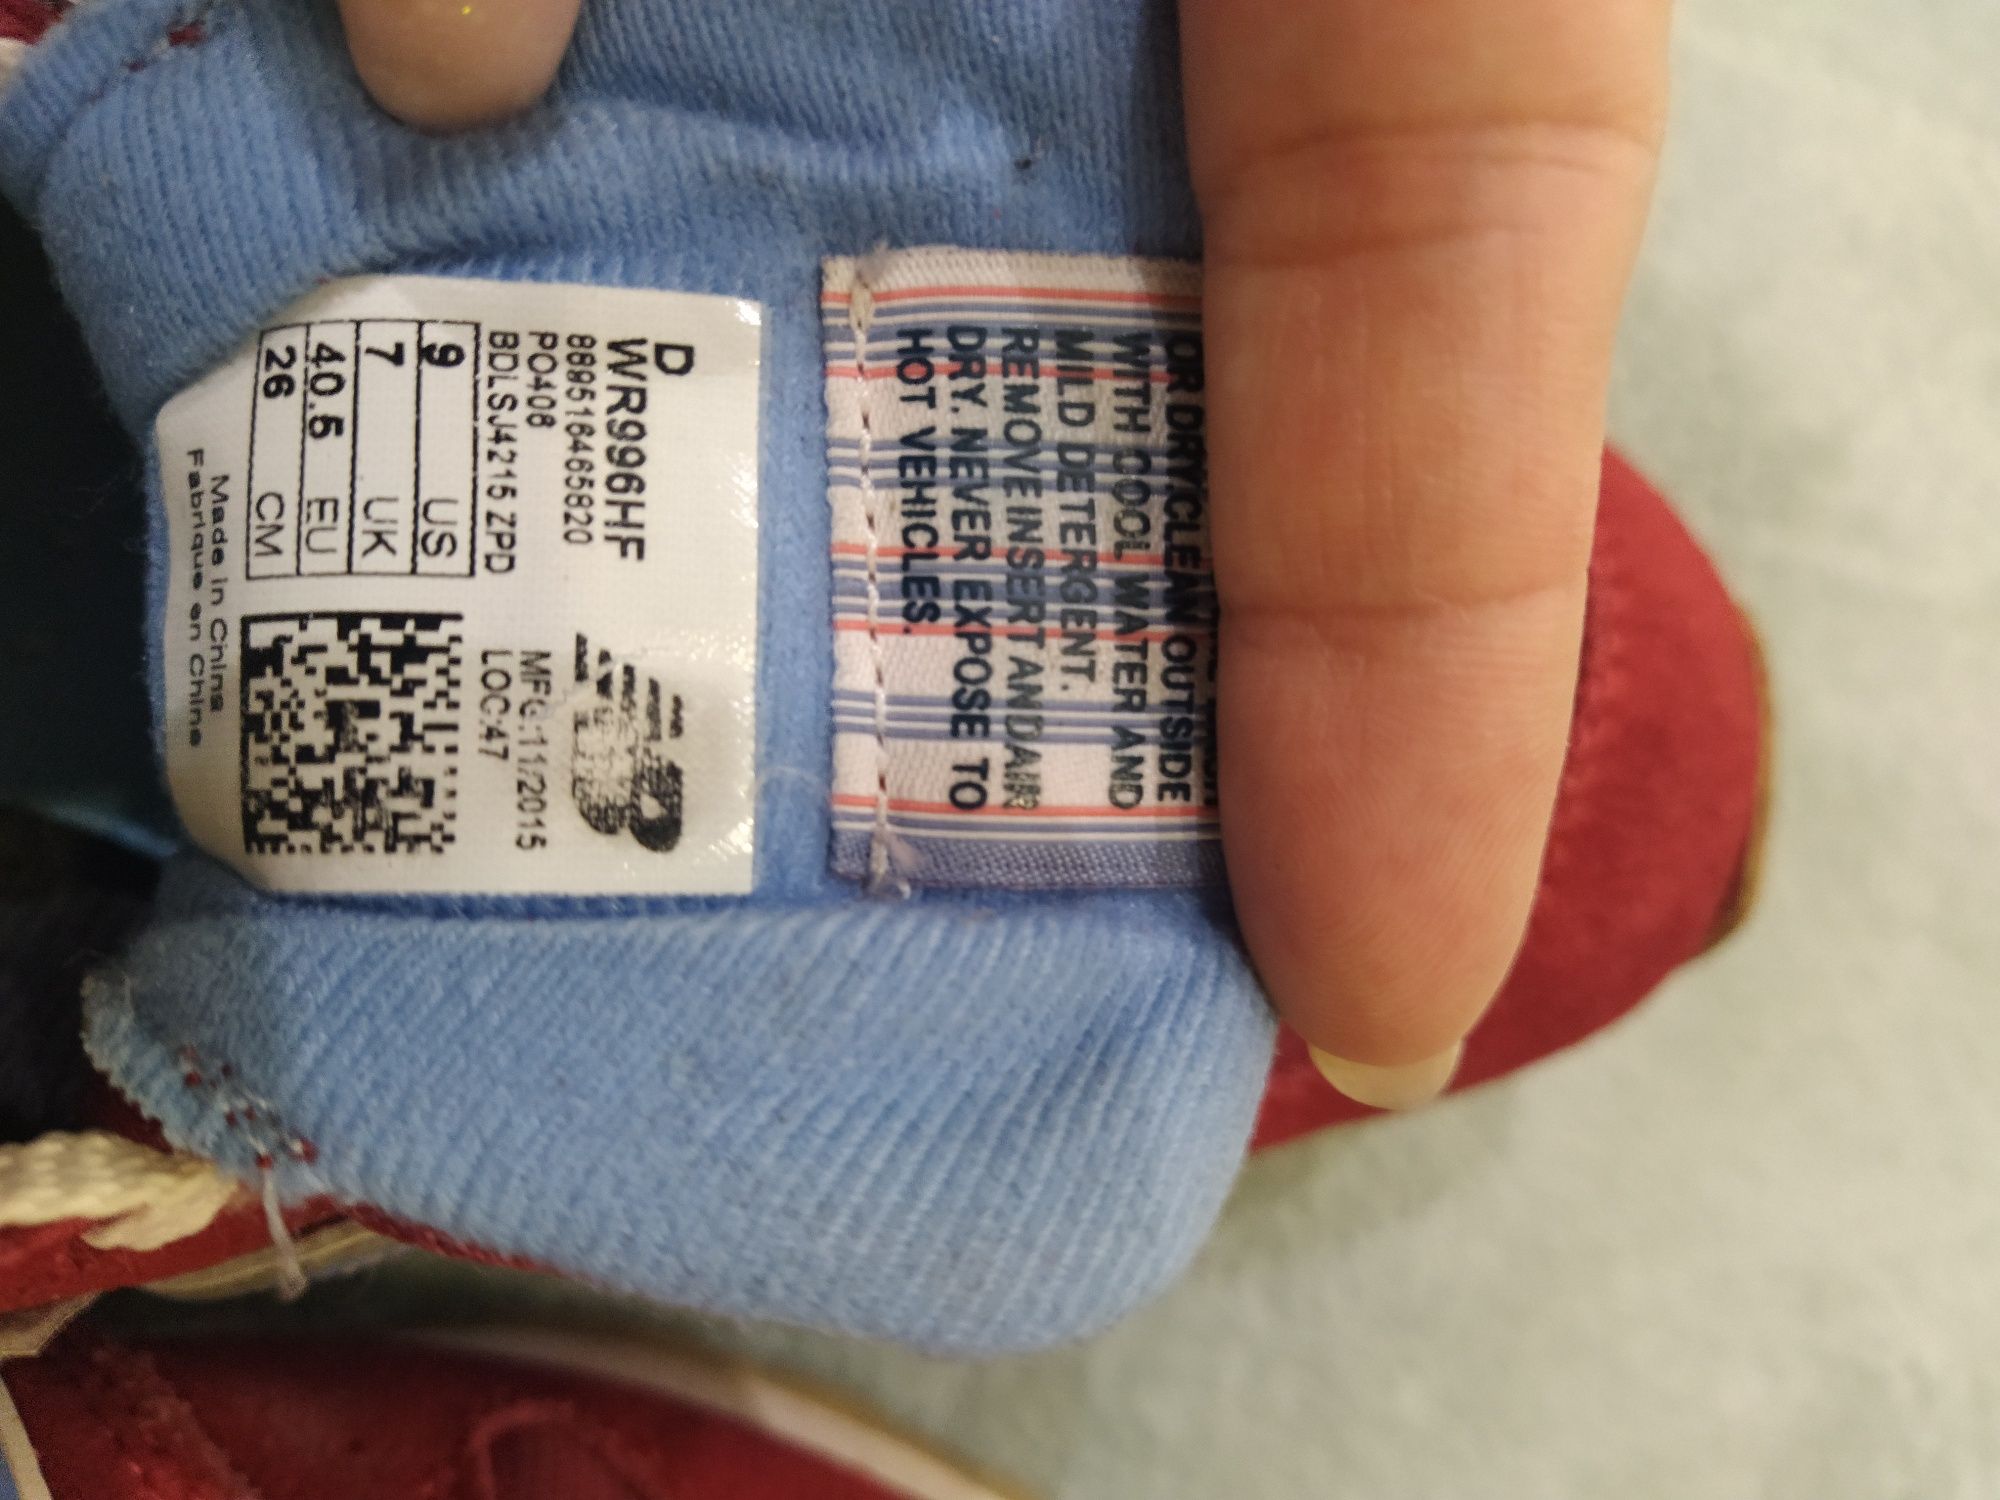 D
WR996HF
888516465820
PO408
BDLSJ4215 ZPD
9 US
7 UK
40.5 EU
26 CM
NB
MFG:11/2015
LOC:47
Made in China
Fabrique en Chine
OR DRY,CLEAN OUTSIDE
WITH COOL WATER AND
MILD DETERGENT.
REMOVE INSERT AND AIR
DRY. NEVER EXPOSE TO
HOT VEHICLES.